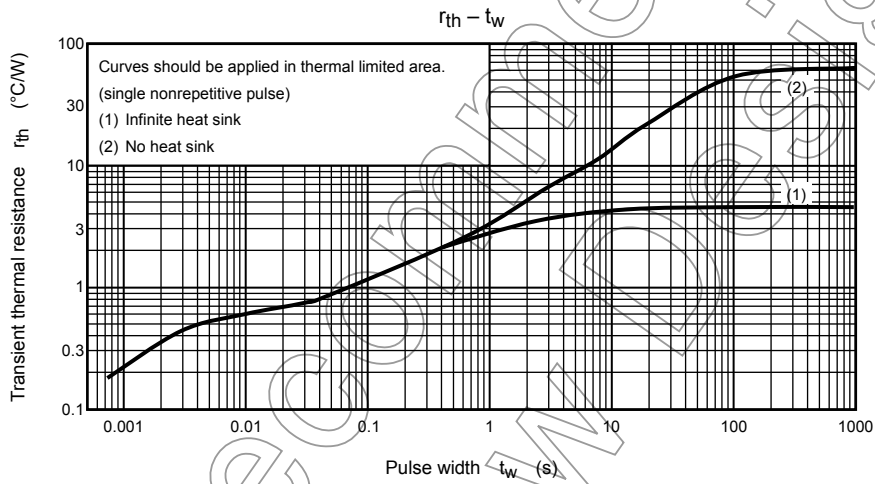 rth – tw
Transient thermal resistance rth (°C/W)
100
30
10
3
1
0.3
0.1
Curves should be applied in thermal limited area.
(single nonrepetitive pulse)
(1) Infinite heat sink
(2) No heat sink
(2)
(1)
0.001
0.01
0.1
1
10
100
1000
Pulse width tw (s)